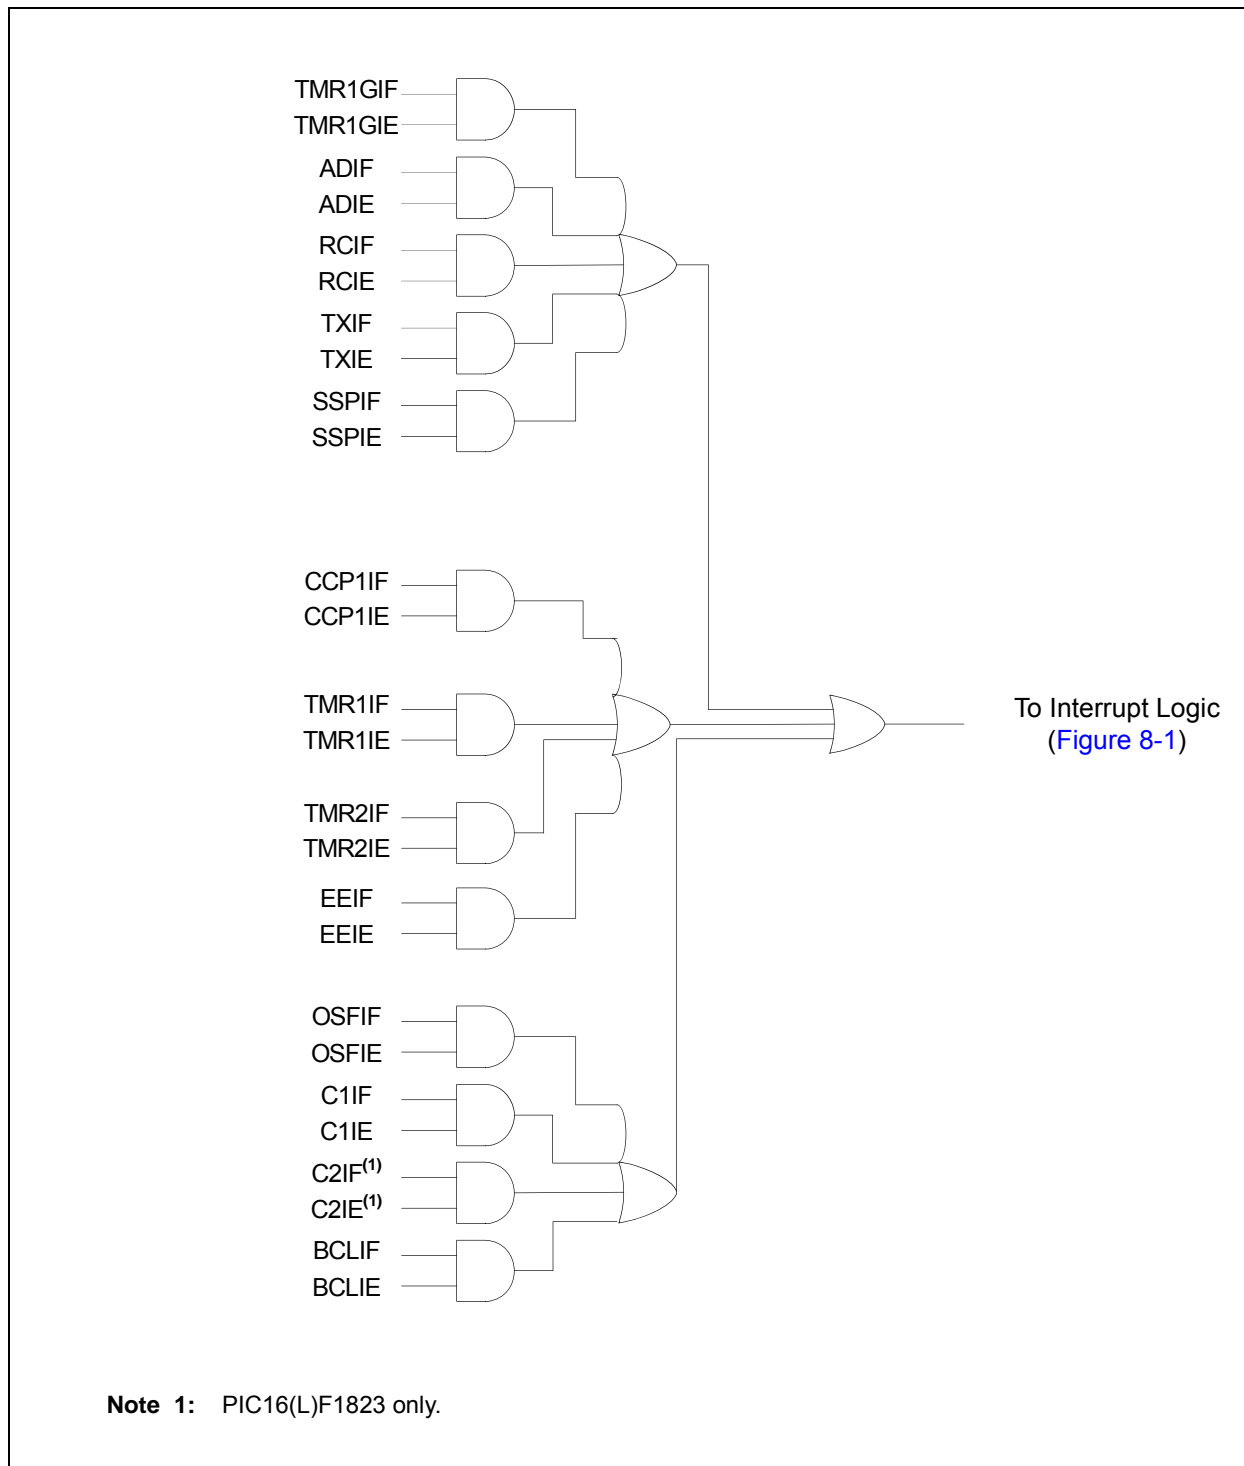 TMR1GIF
TMR1GIE
ADIF
ADIE
RCIF
RCIE
TXIF
TXIE
SSPIF
SSPIE
CCP1IF
CCP1IE
TMR1IF
TMR1IE
To Interrupt Logic
(Figure 8-1)
TMR2IF
TMR2IE
EEIF
EEIE
OSFIF
OSFIE
C1IF
C1IE
C2IF(1)
C2IE(1)
BCLIF
BCLIE
Note 1: PIC16(L)F1823 only.